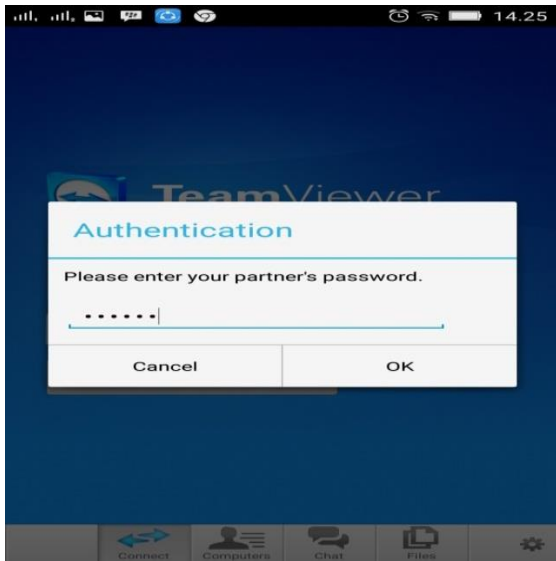 14.25
TeamViewer
Authentication
Please enter your partner's password.
Cancel
OK
Connect
Computers
Chat
Files